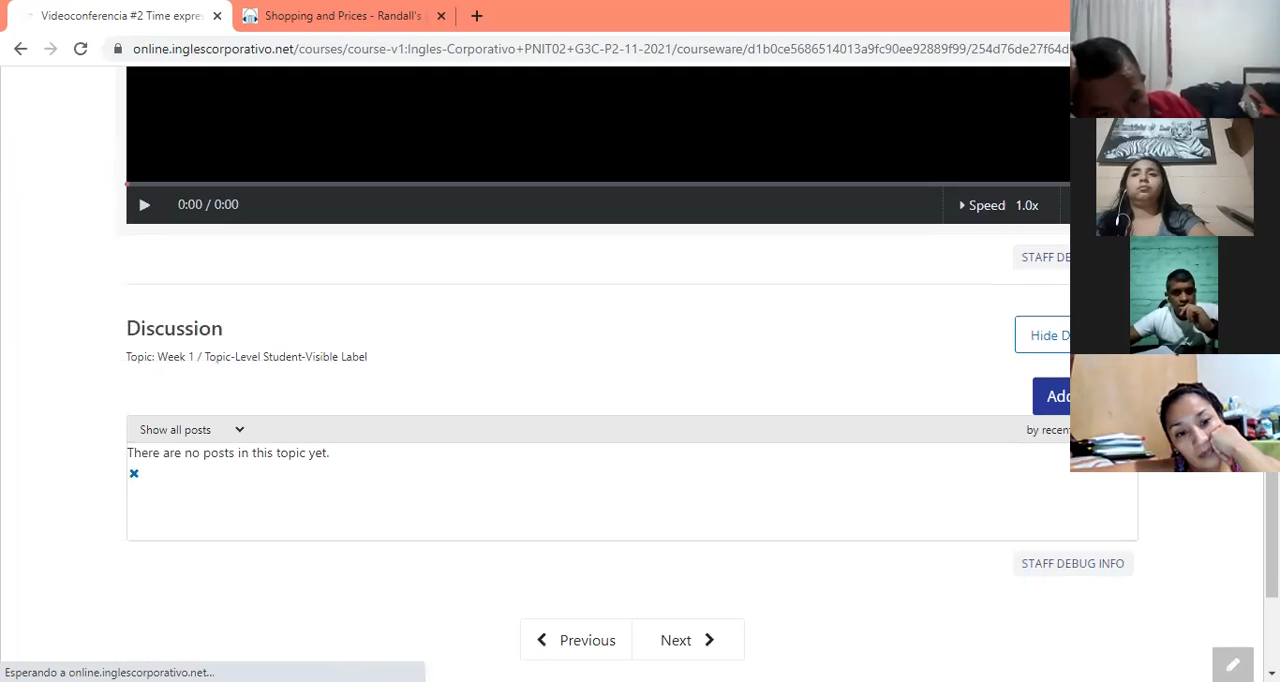 Videoconferencia #2 Time expre
Shopping and Prices - Randall's
online.inglescorporativo.net/courses/course-v1:Ingles-Corporativo+PNIT02+G3C-P2-11-2021/courseware/d1b0ce5686514013a9fc90ee92889f99/254d76de27f64d
0:00 / 0:00
Speed 1.0x
STAFF DE
Discussion
Hide D
Topic: Week 1 / Topic-Level Student-Visible Label
Add
Show all posts
by recen
There are no posts in this topic yet.
STAFF DEBUG INFO
Previous
Next
Esperando a online.inglescorporativo.net...